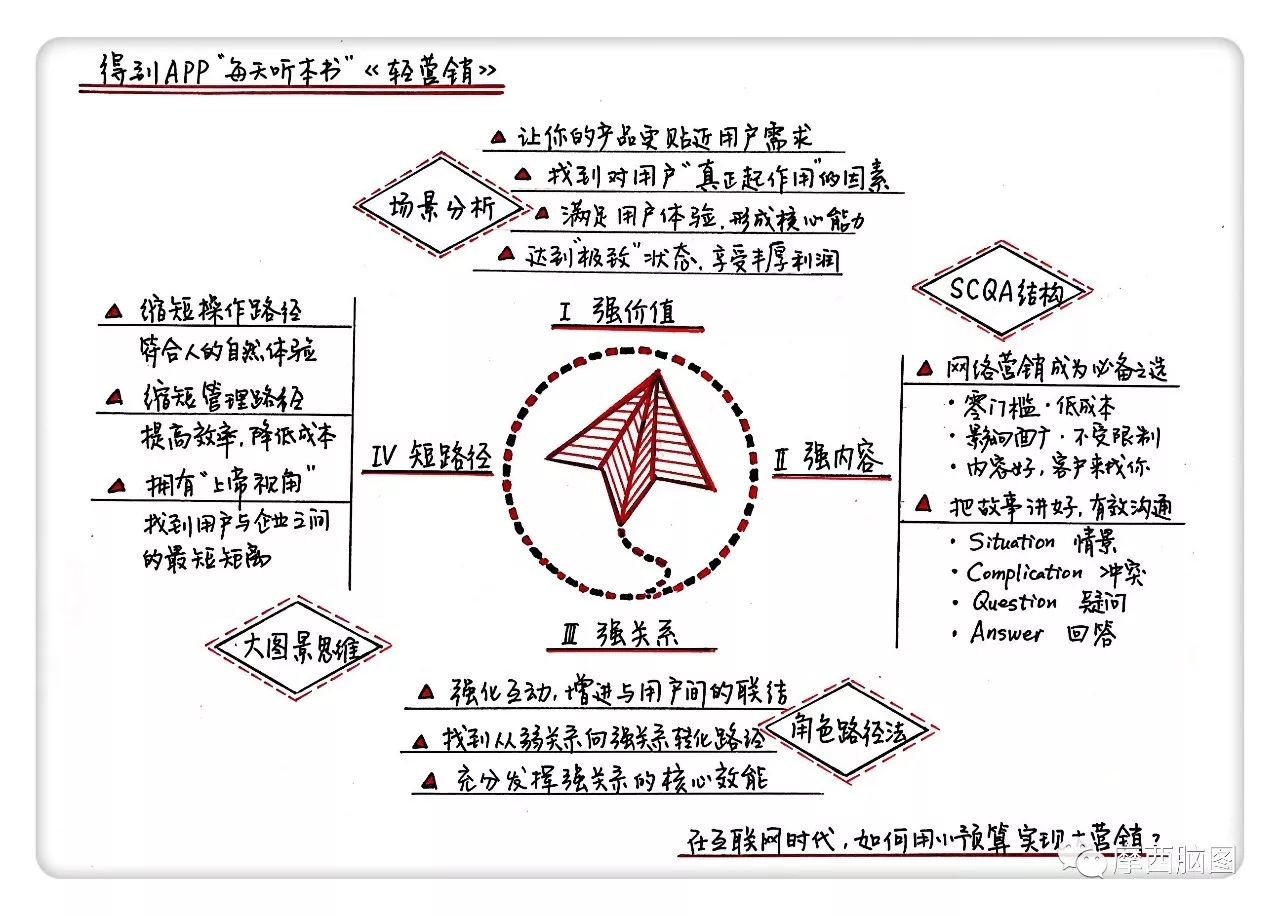 得到APP“每天听本书”《轻营销》
▲ 让你的产品更贴近用户需求
▲ 找到对用户“真正起作用”的因素
▲ 满足用户体验,形成核心能力
▲ 达到“极致”状态,享受丰厚利润
场景分析
I 强价值
SCQA结构
▲ 网络营销成为必备之选
· 零门槛·低成本
· 影响面广·不受限制
· 内容好,客户来找你
▲ 把故事讲好,有效沟通
· Situation 情景
· Complication 冲突
· Question 疑问
· Answer 回答
II 强内容
III 强关系
▲ 强化互动,增进与用户间的联结
▲ 找到从弱关系向强关系转化路径
▲ 充分发挥强关系的核心效能
角色路径法
IV 短路径
▲ 缩短操作路径
符合人的自然体验
▲ 缩短管理路径
提高效率,降低成本
▲ 拥有“上帝视角”
找到用户与企业之间
的最短距离
大图景思维
在互联网时代,如何用小预算实现大营销?
摩西脑图